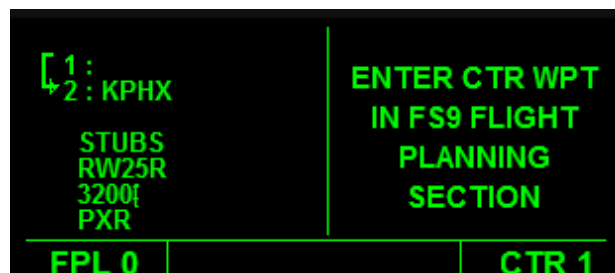 1 :
2 : KPHX
STUBS
RW25R
3200[
PXR
ENTER CTR WPT
IN FS9 FLIGHT
PLANNING
SECTION
FPL 0
CTR 1